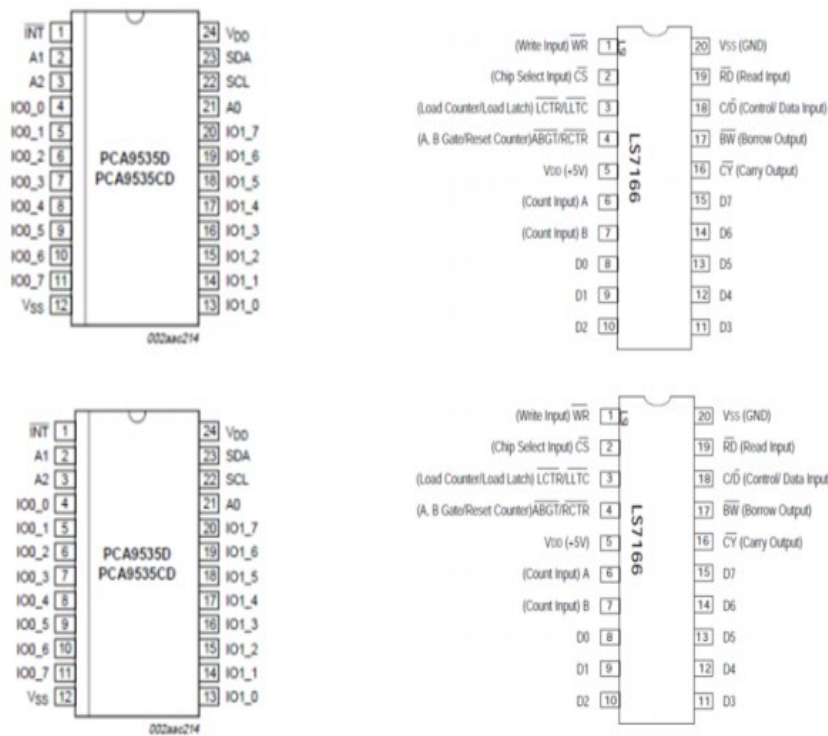 INT 1 24 VDD
A1 2 23 SDA
A2 3 22 SCL
IO0_0 4 21 A0
IO0_1 5 20 IO1_7
IO0_2 6 19 IO1_6
IO0_3 7 18 IO1_5
IO0_4 8 17 IO1_4
IO0_5 9 16 IO1_3
IO0_6 10 15 IO1_2
IO0_7 11 14 IO1_1
VSS 12 13 IO1_0
PCA9535D
PCA9535CD
002aac214
(Write Input) WR 1 20 VSS (GND)
(Chip Select Input) CS 2 19 RD (Read Input)
(Load Counter/Load Latch) LCTR/LLTC 3 18 C/D (Control/ Data Input)
(A, B Gate/Reset Counter)ABGT/RCTR 4 17 BW (Borrow Output)
VDD (+5V) 5 16 CY (Carry Output)
(Count Input) A 6 15 D7
(Count Input) B 7 14 D6
D0 8 13 D5
D1 9 12 D4
D2 10 11 D3
LS7166
INT 1 24 VDD
A1 2 23 SDA
A2 3 22 SCL
IO0_0 4 21 A0
IO0_1 5 20 IO1_7
IO0_2 6 19 IO1_6
IO0_3 7 18 IO1_5
IO0_4 8 17 IO1_4
IO0_5 9 16 IO1_3
IO0_6 10 15 IO1_2
IO0_7 11 14 IO1_1
VSS 12 13 IO1_0
PCA9535D
PCA9535CD
002aac214
(Write Input) WR 1 20 VSS (GND)
(Chip Select Input) CS 2 19 RD (Read Input)
(Load Counter/Load Latch) LCTR/LLTC 3 18 C/D (Control/ Data Input
(A, B Gate/Reset Counter)ABGT/RCTR 4 17 BW (Borrow Output)
VDD (+5V) 5 16 CY (Carry Output)
(Count Input) A 6 15 D7
(Count Input) B 7 14 D6
D0 8 13 D5
D1 9 12 D4
D2 10 11 D3
LS7166